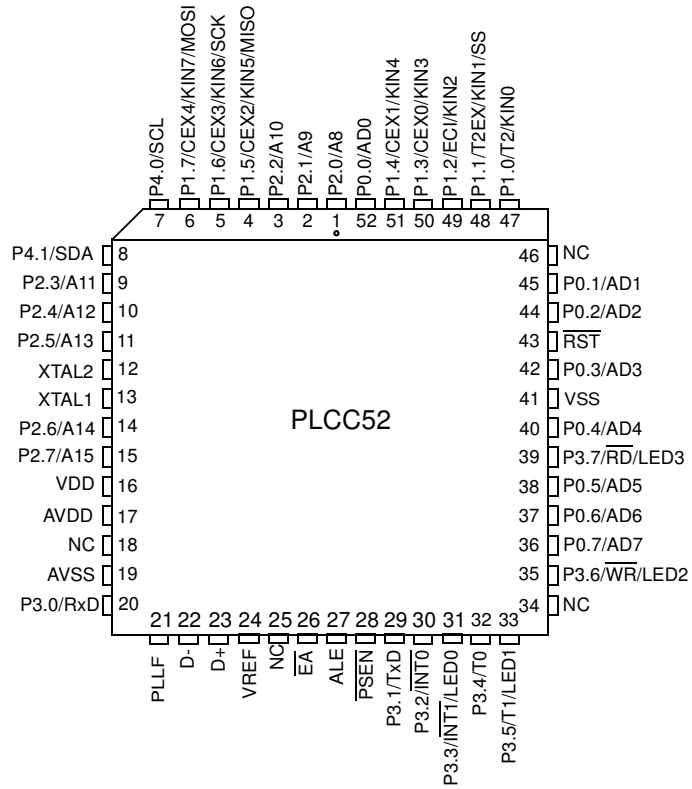 P4.0/SCL
P1.7/CEX4/KIN7/MOSI
P1.6/CEX3/KIN6/SCK
P1.5/CEX2/KIN5/MISO
P2.2/A10
P2.1/A9
P2.0/A8
P0.0/AD0
P1.4/CEX1/KIN4
P1.3/CEX0/KIN3
P1.2/ECI/KIN2
P1.1/T2EX/KIN1/SS
P1.0/T2/KIN0
7 6 5 4 3 2 1 52 51 50 49 48 47
P4.1/SDA 8
P2.3/A11 9
P2.4/A12 10
P2.5/A13 11
XTAL2 12
XTAL1 13
P2.6/A14 14
P2.7/A15 15
VDD 16
AVDD 17
NC 18
AVSS 19
P3.0/RxD 20
PLCC52
46 NC
45 P0.1/AD1
44 P0.2/AD2
43 RST
42 P0.3/AD3
41 VSS
40 P0.4/AD4
39 P3.7/RD/LED3
38 P0.5/AD5
37 P0.6/AD6
36 P0.7/AD7
35 P3.6/WR/LED2
34 NC
21 22 23 24 25 26 27 28 29 30 31 32 33
PLLF
D-
D+
VREF
NC
EA
ALE
PSEN
P3.1/TxD
P3.2/INT0
P3.3/INT1/LED0
P3.4/T0
P3.5/T1/LED1